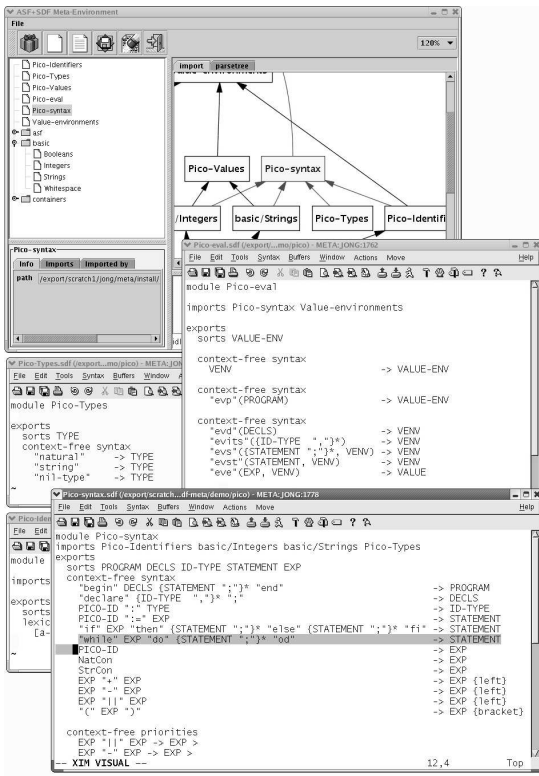 ASF+SDF Meta-Environment
File
120%
Pico-Identifiers
Pico-Types
Pico-Values
Pico-eval
Pico-syntax
Value-environments
asf
basic
Booleans
Integers
Strings
Whitespace
containers
import parsetree
Pico-Values
Pico-syntax
/Integers
basic/Strings
Pico-Types
Pico-Identifi
Pico-syntax
Info Imports Imported by
path /export/scratch1/jong/meta/install/
Pico-eval.sdf (/export/...mo/pico) - META:JONG:1762
File Edit Tools Syntax Buffers Window Actions Move Help
module Pico-eval
imports Pico-syntax Value-environments
exports
sorts VALUE-ENV
context-free syntax
VENV -> VALUE-ENV
context-free syntax
"evp"(PROGRAM) -> VALUE-ENV
context-free syntax
"evd"(DECLS) -> VENV
"evits"({ID-TYPE ","}*) -> VENV
"evs"({STATEMENT ";"}*, VENV) -> VENV
"evst"(STATEMENT, VENV) -> VENV
"eve"(EXP, VENV) -> VALUE
Pico-Types.sdf (/export...mo/pico) - META:JON
File Edit Tools Syntax Buffers Window A
module Pico-Types
exports
sorts TYPE
context-free syntax
"natural" -> TYPE
"string" -> TYPE
"nil-type" -> TYPE
~
Pico-Iden
File Edit
module
imports
exports
sorts
lexic
[a-
~
Pico-syntax.sdf (/export/scratch...df-meta/demo/pico) - META:JONG:1778
File Edit Tools Syntax Buffers Window Actions Move Help
module Pico-syntax
imports Pico-Identifiers basic/Integers basic/Strings Pico-Types
exports
sorts PROGRAM DECLS ID-TYPE STATEMENT EXP
context-free syntax
"begin" DECLS {STATEMENT ";"}* "end" -> PROGRAM
"declare" {ID-TYPE ","}* ";" -> DECLS
PICO-ID ":" TYPE -> ID-TYPE
PICO-ID ":=" EXP -> STATEMENT
"if" EXP "then" {STATEMENT ";"}* "else" {STATEMENT ";"}* "fi" -> STATEMENT
"while" EXP "do" {STATEMENT ";"}* "od" -> STATEMENT
PICO-ID -> EXP
NatCon -> EXP
StrCon -> EXP
EXP "+" EXP -> EXP {left}
EXP "-" EXP -> EXP {left}
EXP "||" EXP -> EXP {left}
"(" EXP ")" -> EXP {bracket}
context-free priorities
EXP "||" EXP -> EXP >
EXP "-" EXP -> EXP >
-- XIM VISUAL -- 12,4 Top